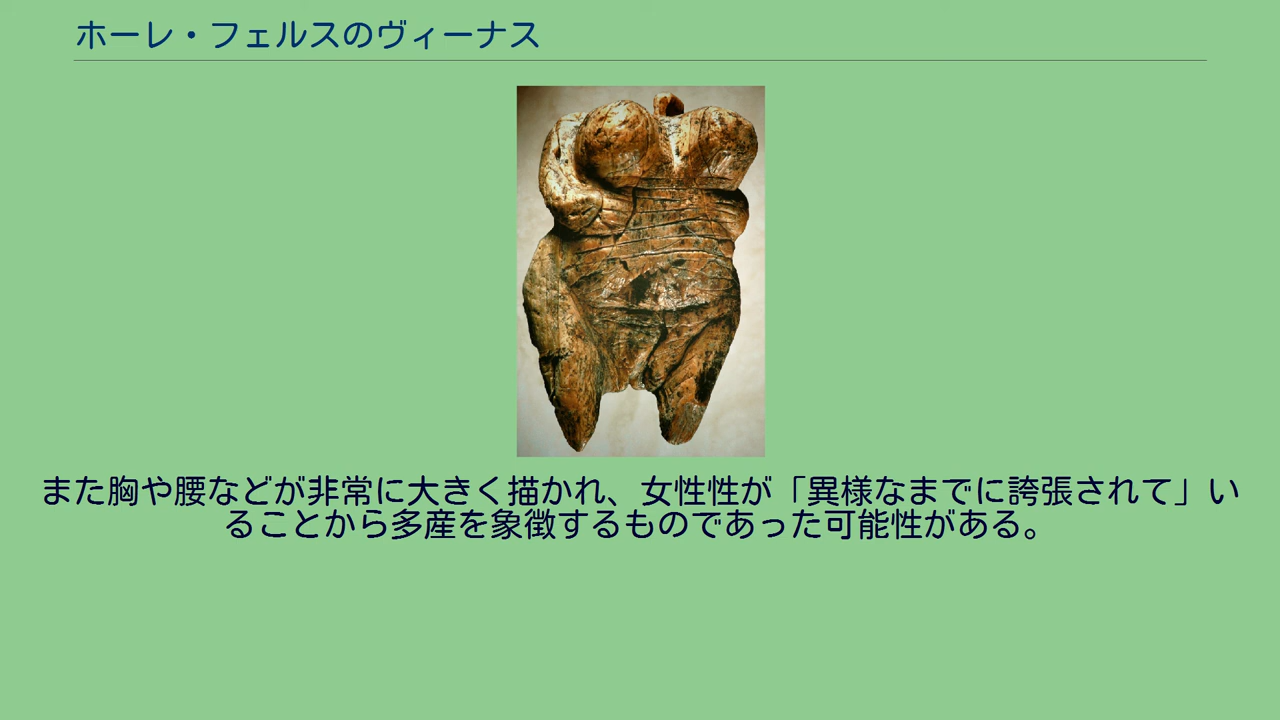 ホーレ・フェルスのヴィーナス
また胸や腰などが非常に大きく描かれ、女性性が「異様なまでに誇張されて」い
ることから多産を象徴するものであった可能性がある。